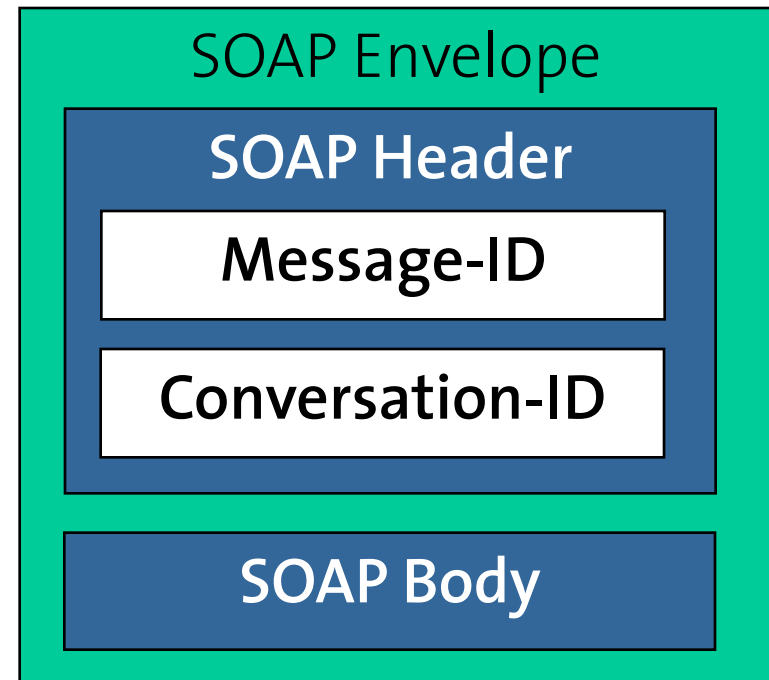 SOAP Envelope
SOAP Header
Message-ID
Conversation-ID
SOAP Body